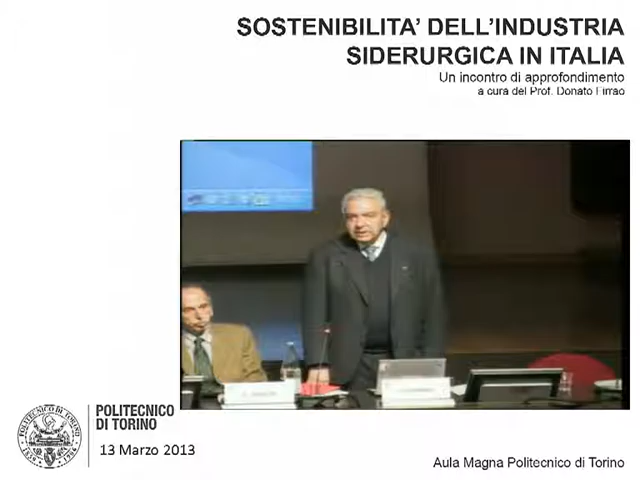 SOSTENIBILITA' DELL'INDUSTRIA
SIDERURGICA IN ITALIA
Un incontro di approfondimento
a cura del Prof. Donato Firrao
POLITECNICO
DI TORINO
13 Marzo 2013
Aula Magna Politecnico di Torino